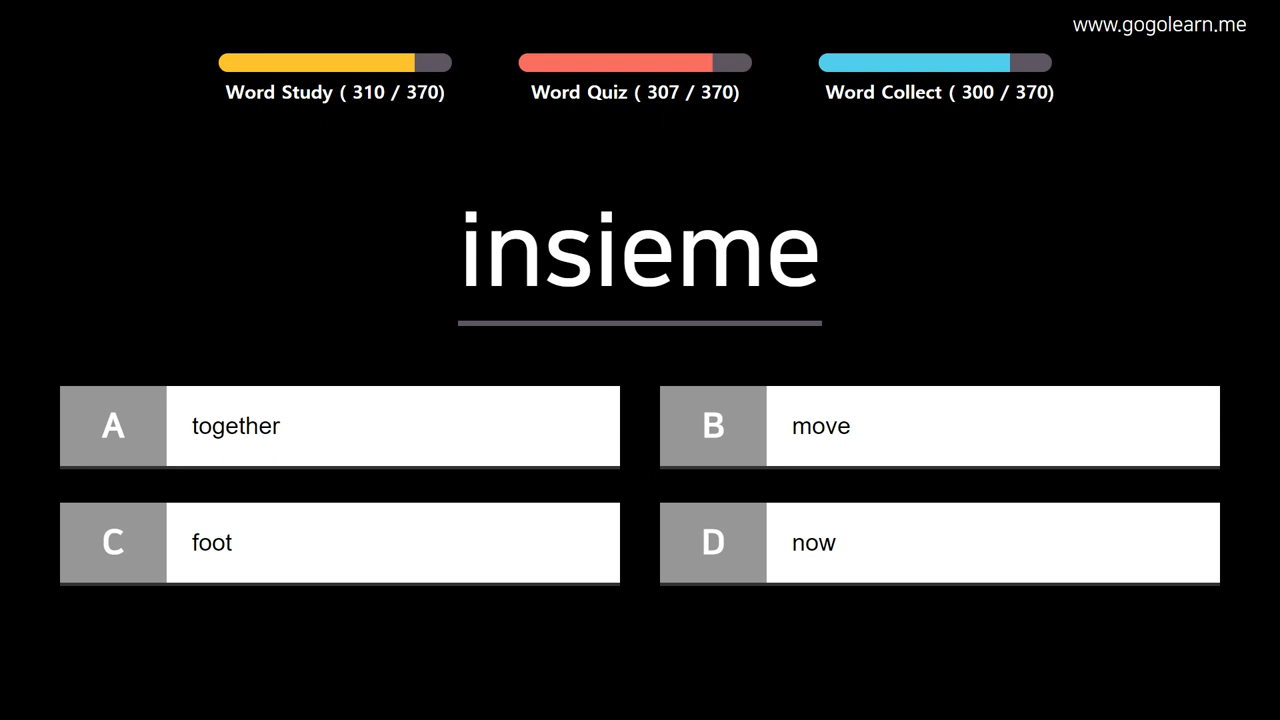 www.gogolearn.me
Word Study ( 310 / 370)
Word Quiz ( 307 / 370)
Word Collect ( 300 / 370)
insieme
A together
B move
C foot
D now